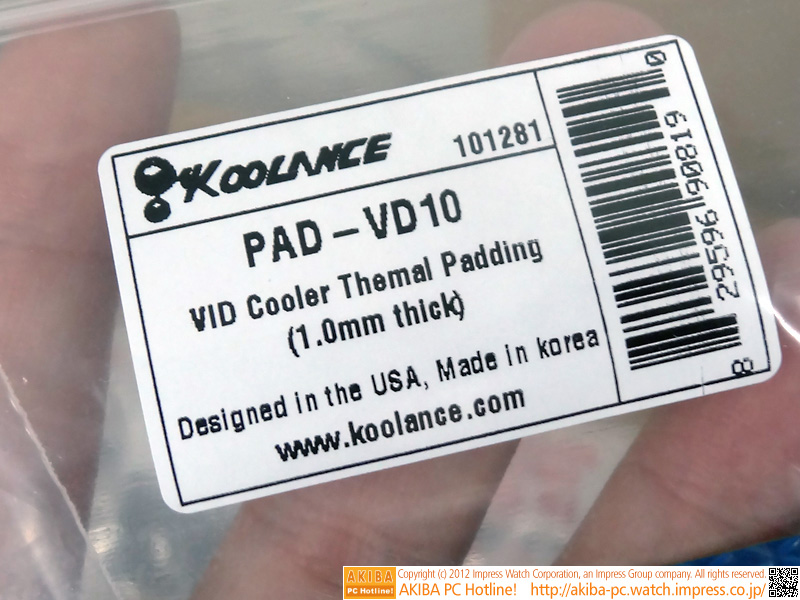 KOOLANCE
101281
PAD-VD10
VID Cooler Themal Padding
(1.0mm thick)
Designed in the USA, Made in korea
www.koolance.com
8 29596 90819 0
AKIBA
PC Hotline!
Copyright (c) 2012 Impress Watch Corporation, an Impress Group company. All rights reserved.
AKIBA PC Hotline! http://akiba-pc.watch.impress.co.jp/